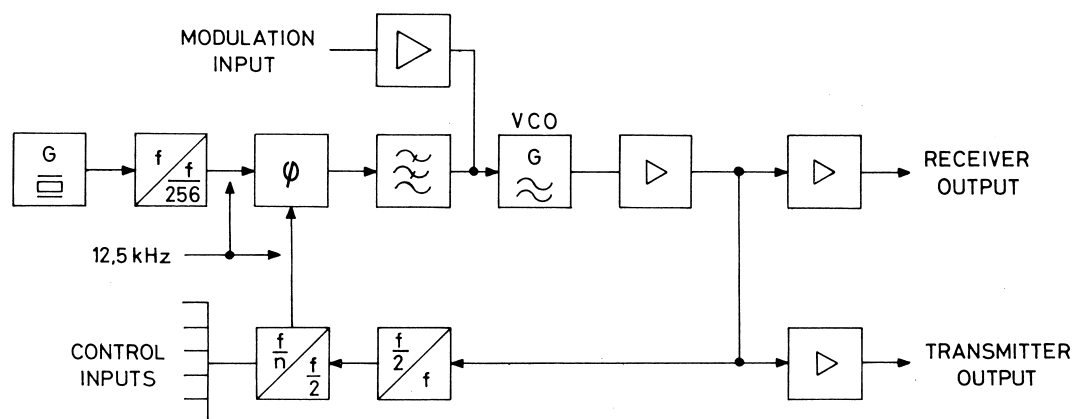 MODULATION
INPUT
VCO
G
f
f
256
φ
G
RECEIVER
OUTPUT
12,5 kHz
CONTROL
INPUTS
f
n
f
2
f
2
f
TRANSMITTER
OUTPUT